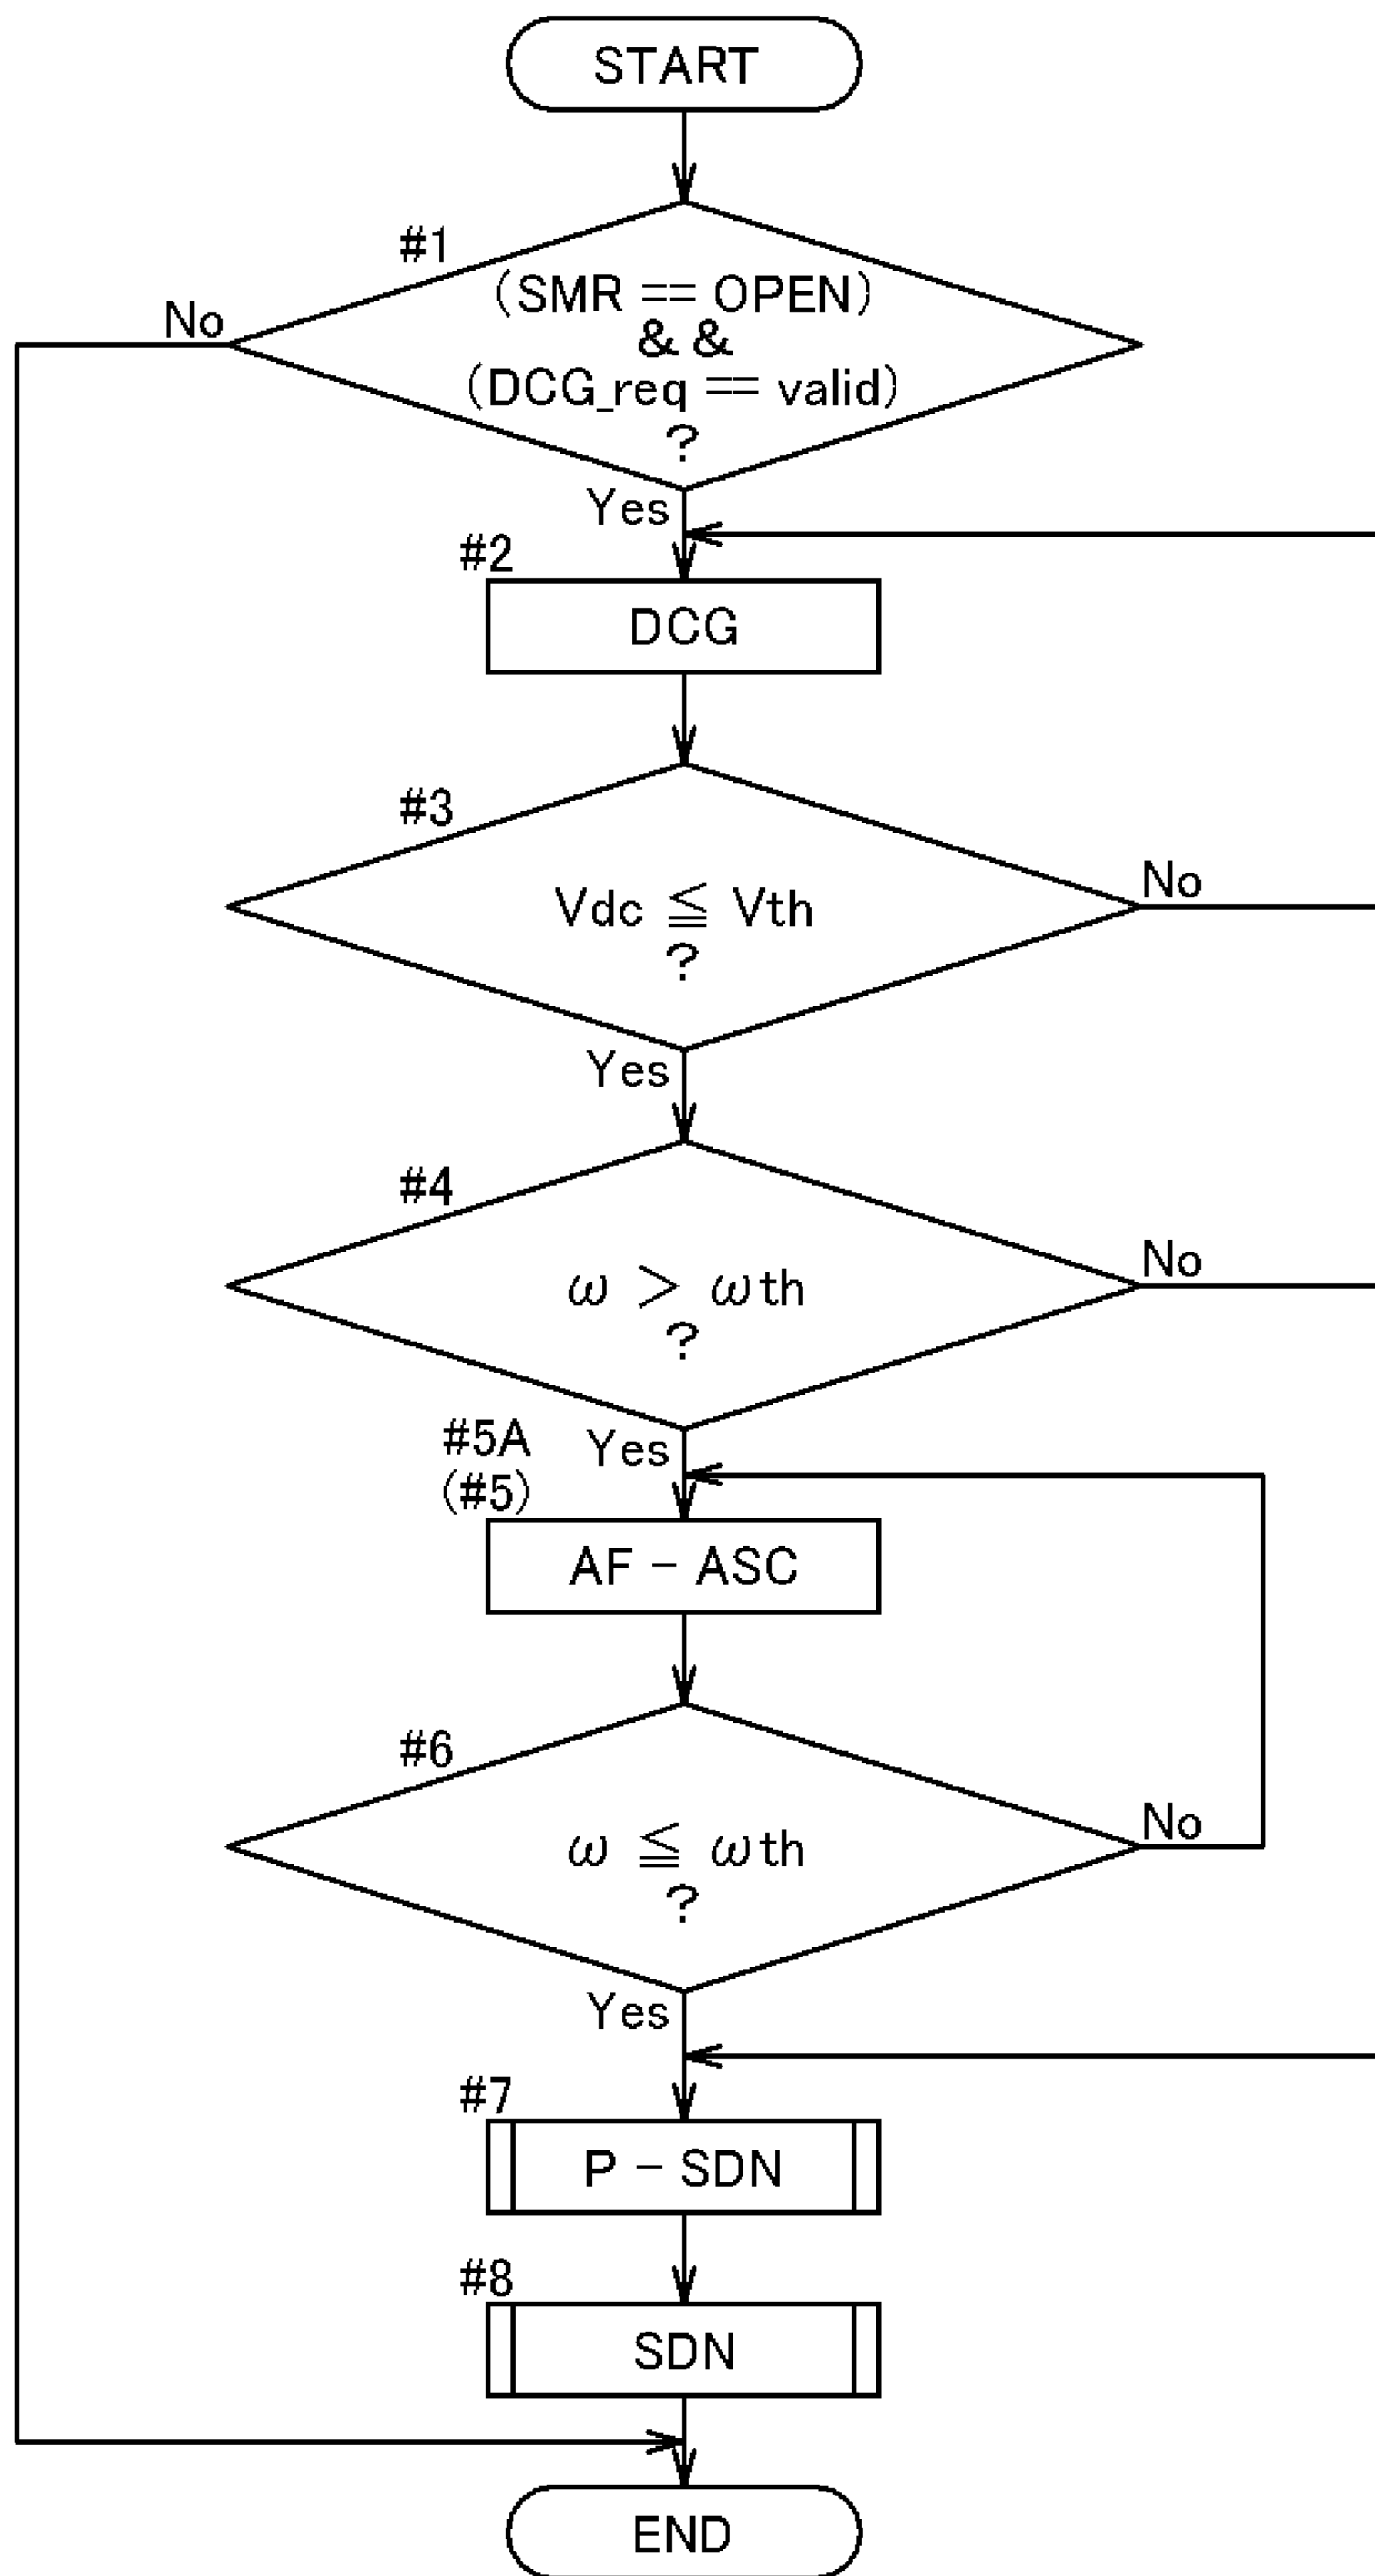 START
#1
(SMR == OPEN)
No
& &
(DCG_req == valid)
?
Yes
#2
DCG
#3
No
Vdc ≦ Vth
?
Yes
#4
No
ω > ωth
?
#5A
Yes
(#5)
AF - ASC
#6
No
ω ≦ ωth
?
Yes
#7
P - SDN
#8
SDN
END